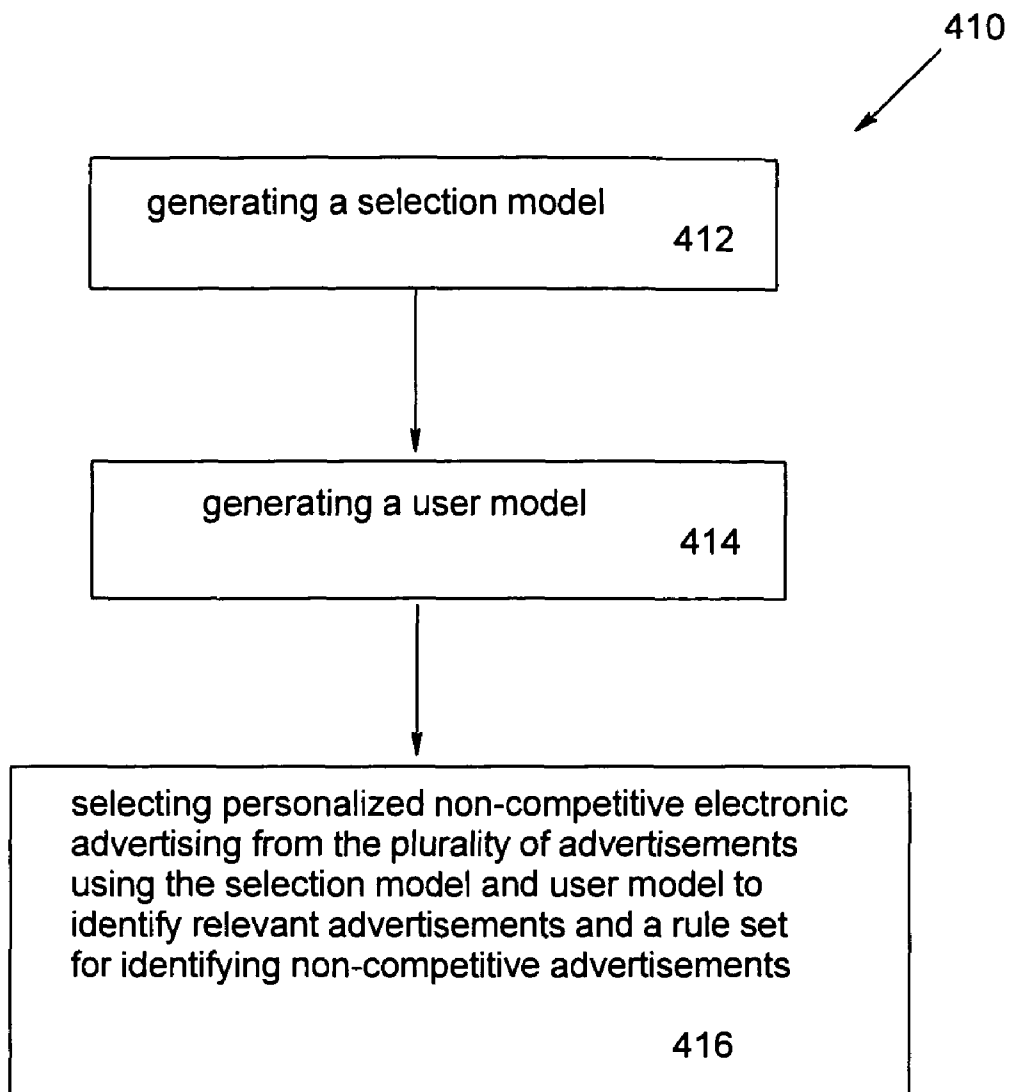 410
generating a selection model
412
generating a user model
414
selecting personalized non-competitive electronic
advertising from the plurality of advertisements
using the selection model and user model to
identify relevant advertisements and a rule set
for identifying non-competitive advertisements
416